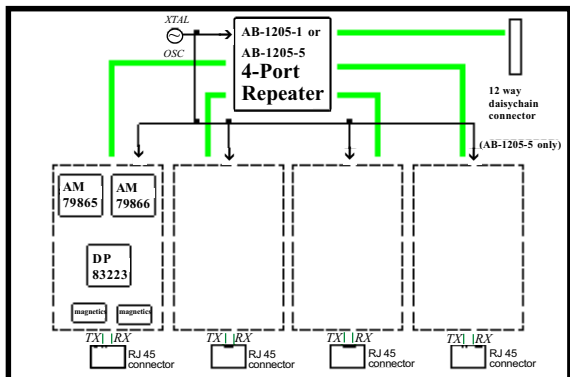 XTAL
OSC
AB-1205-1 or
AB-1205-5
4-Port
Repeater
12 way
daisychain
connector
(AB-1205-5 only)
AM
79865
AM
79866
DP
83223
magnetics
magnetics
TX RX
TX RX
TX RX
TX RX
RJ 45
connector
RJ 45
connector
RJ 45
connector
RJ 45
connector